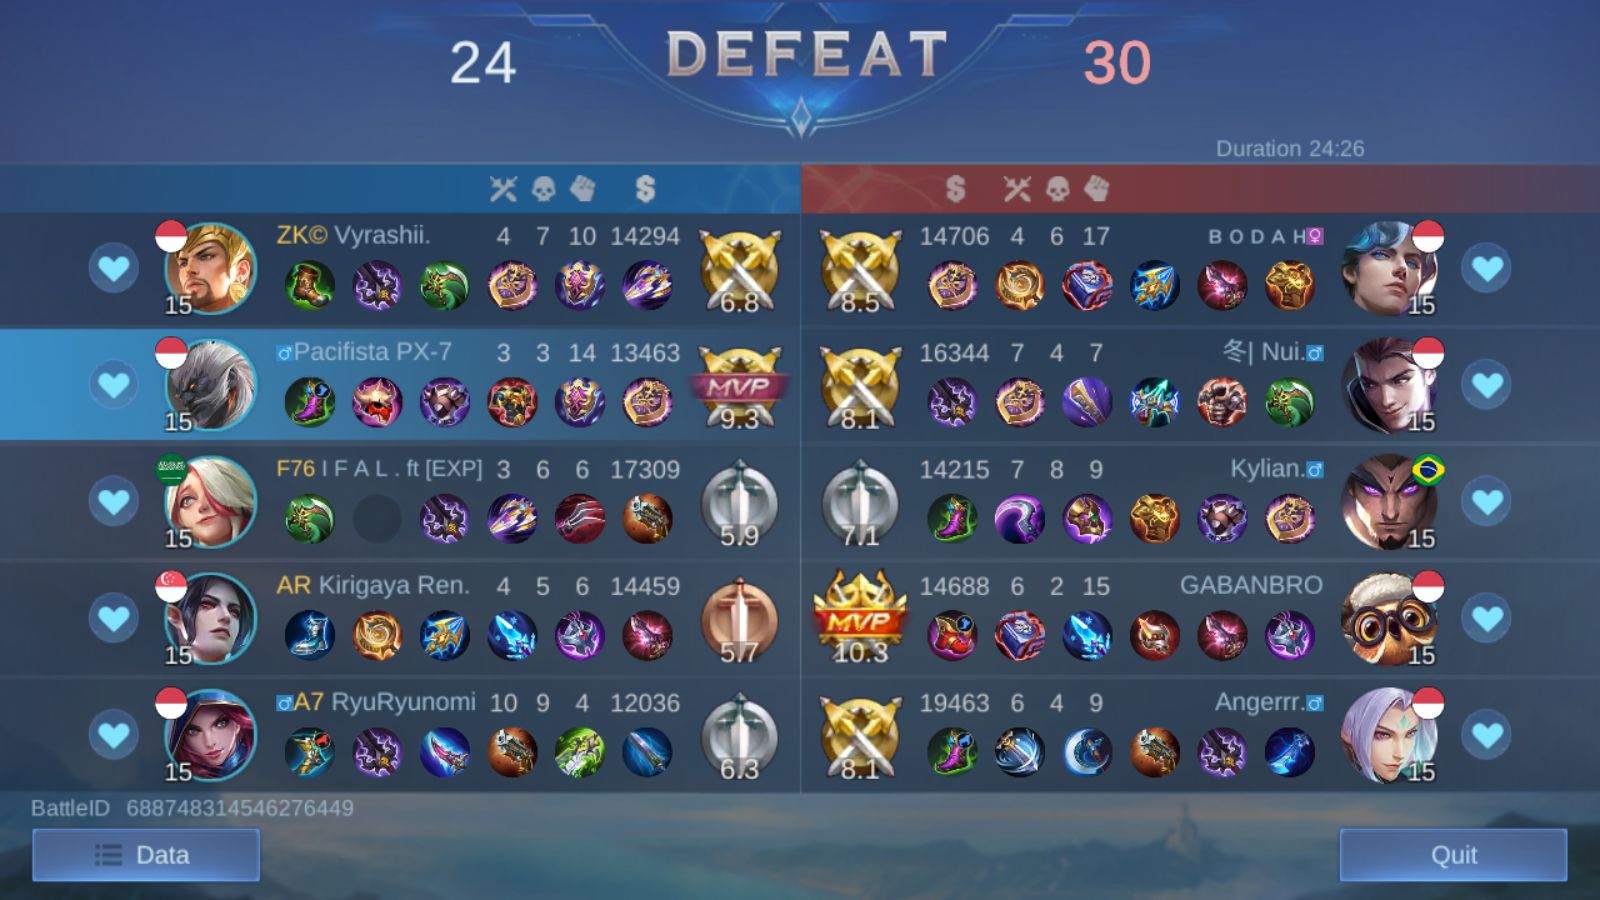 24 DEFEAT 30
Duration 24:26
ZK© Vyrashii. 4 7 10 14294 6.8 15
8.5 14706 4 6 17 B O D A H♀ 15
♂Pacifista PX-7 3 3 14 13463 MVP 9.3 15
8.1 16344 7 4 7 冬| Nui.♂ 15
F76 I F A L . ft [EXP] 3 6 6 17309 5.9 15
7.1 14215 7 8 9 Kylian.♂ 15
AR Kirigaya Ren. 4 5 6 14459 5.7 15
MVP 10.3 14688 6 2 15 GABANBRO 15
♂A7 RyuRyunomi 10 9 4 12036 6.3 15
8.1 19463 6 4 9 Angerrr.♂ 15
BattleID 688748314546276449
Data
Quit